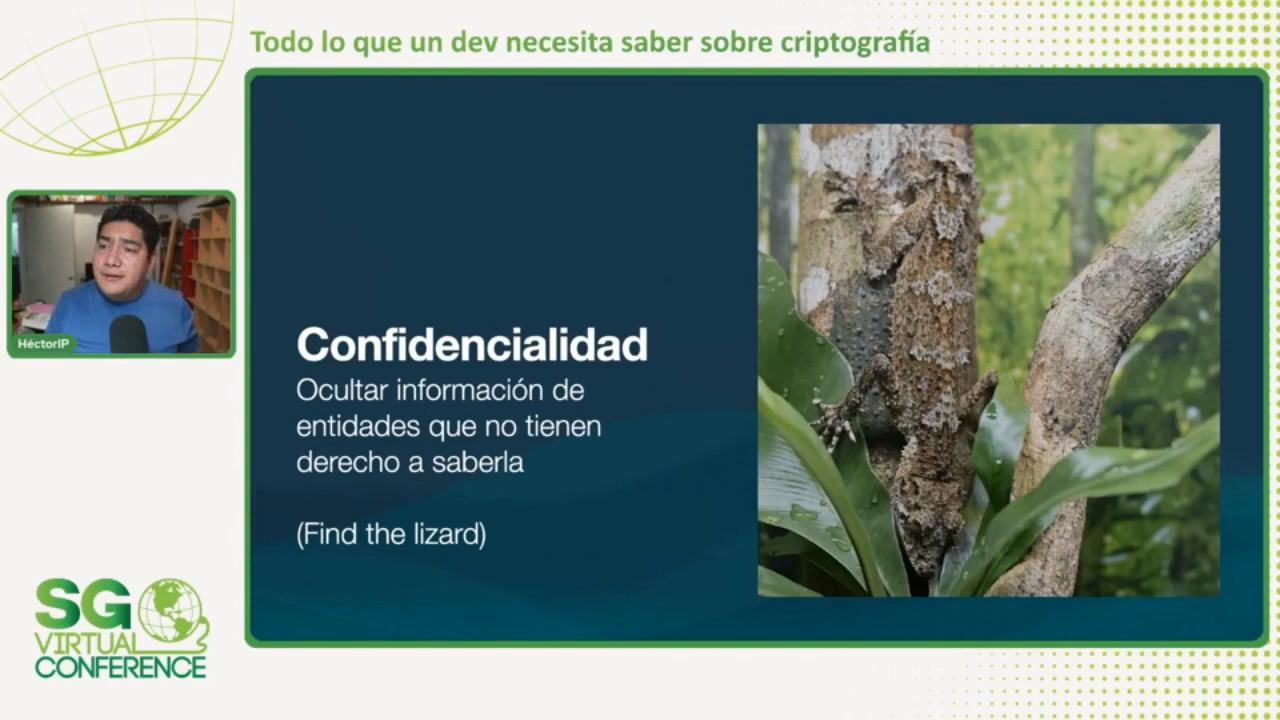 Todo lo que un dev necesita saber sobre criptografía
HéctorIP
Confidencialidad
Ocultar información de
entidades que no tienen
derecho a saberla
(Find the lizard)
SG
VIRTUAL
CONFERENCE